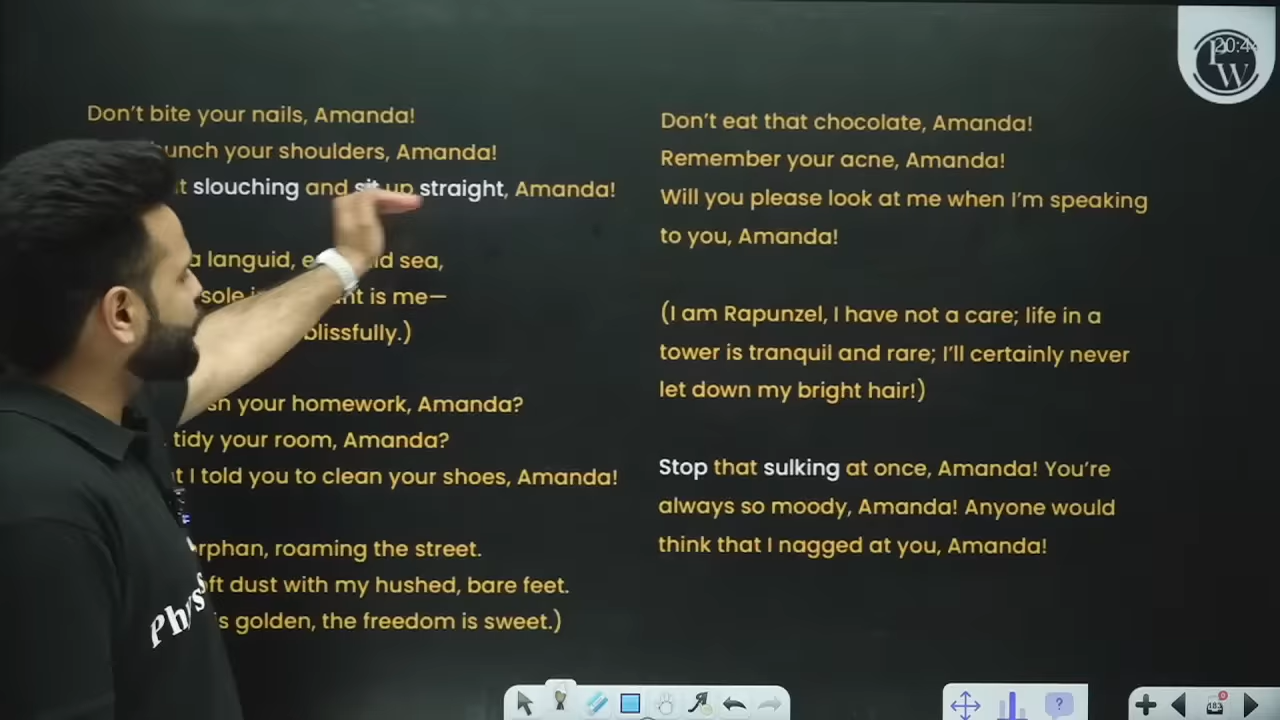 Don't bite your nails, Amanda!
your shoulders, Amanda!
slouching and sit up straight, Amanda!
a languid, sea,
sole is me—
blissfully.)
your homework, Amanda?
tidy your room, Amanda?
I told you to clean your shoes, Amanda!
orphan, roaming the street.
dust with my hushed, bare feet.
is golden, the freedom is sweet.)
Don't eat that chocolate, Amanda!
Remember your acne, Amanda!
Will you please look at me when I'm speaking
to you, Amanda!
(I am Rapunzel, I have not a care; life in a
tower is tranquil and rare; I'll certainly never
let down my bright hair!)
Stop that sulking at once, Amanda! You're
always so moody, Amanda! Anyone would
think that I nagged at you, Amanda!
PW